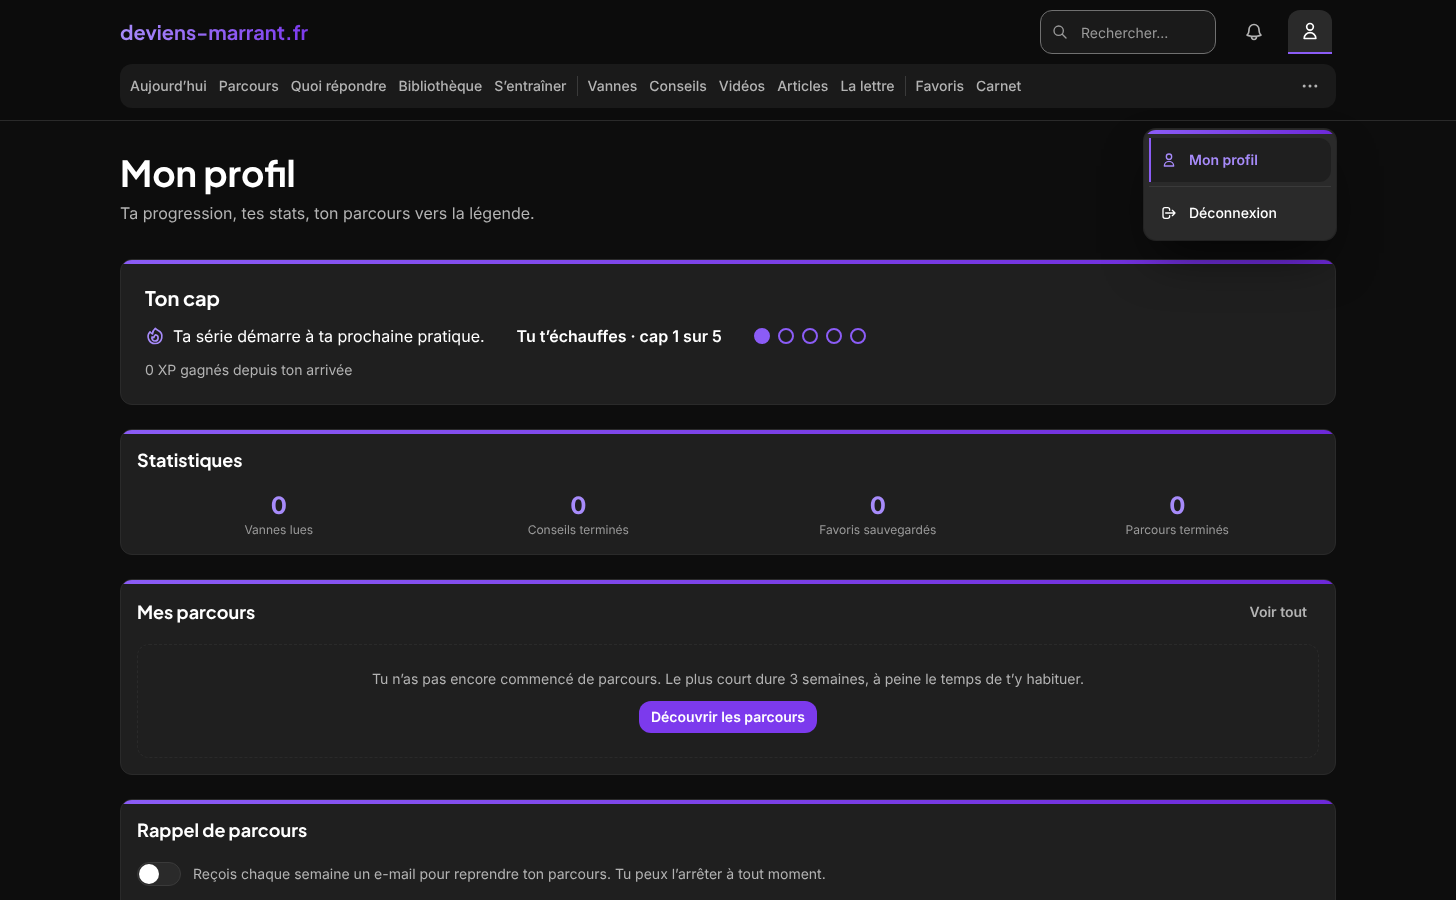 deviens-marrant.fr
Rechercher...
Aujourd’hui Parcours Quoi répondre Bibliothèque S’entraîner Vannes Conseils Vidéos Articles La lettre Favoris Carnet
Mon profil
Déconnexion
Mon profil
Ta progression, tes stats, ton parcours vers la légende.
Ton cap
Ta série démarre à ta prochaine pratique. Tu t’échauffes · cap 1 sur 5
0 XP gagnés depuis ton arrivée
Statistiques
0 0 0 0
Vannes lues Conseils terminés Favoris sauvegardés Parcours terminés
Mes parcours Voir tout
Tu n’as pas encore commencé de parcours. Le plus court dure 3 semaines, à peine le temps de t’y habituer.
Découvrir les parcours
Rappel de parcours
Reçois chaque semaine un e-mail pour reprendre ton parcours. Tu peux l’arrêter à tout moment.